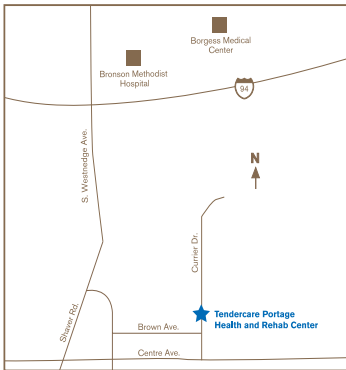 Borgess Medical
Center
Bronson Methodist
Hospital
94
S. Westnedge Ave.
N
Currier Dr.
Shaver Rd.
Tendercare Portage
Health and Rehab Center
Brown Ave.
Centre Ave.